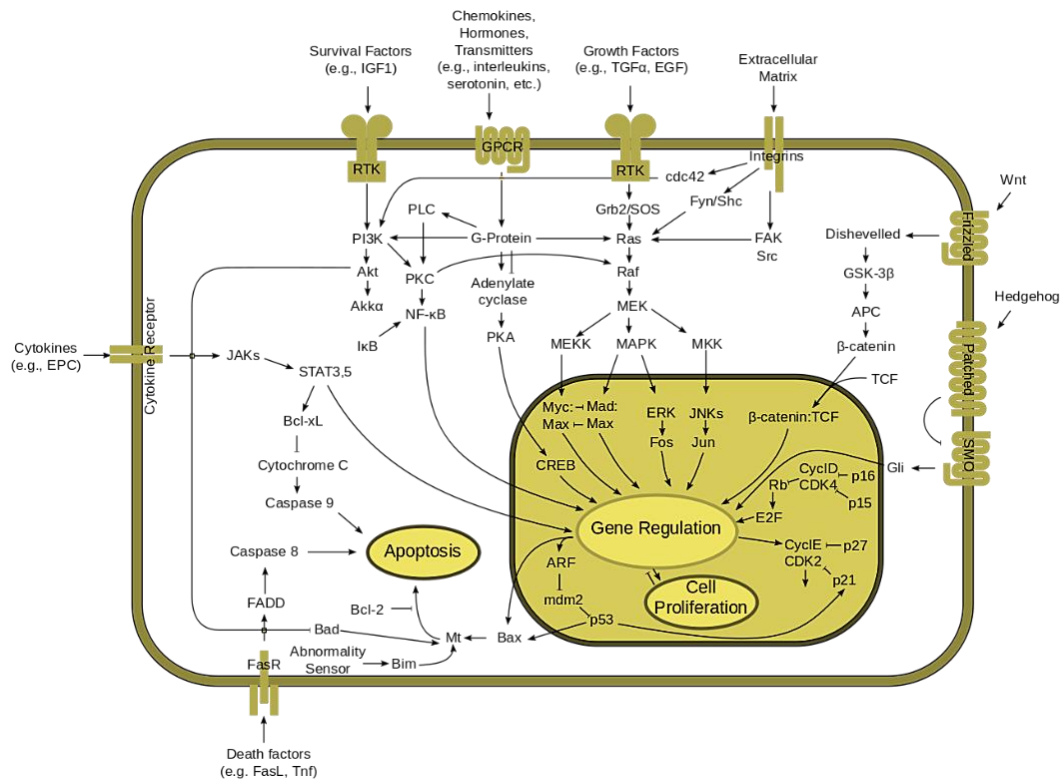 Chemokines,
Hormones,
Transmitters
(e.g., interleukins,
serotonin, etc.)
Survival Factors
(e.g., IGF1)
Growth Factors
(e.g., TGFα, EGF)
Extracellular
Matrix
GPCR
RTK
RTK
Integrins
cdc42
Wnt
PLC
Grb2/SOS
Fyn/Shc
Frizzled
PI3K
G-Protein
Ras
FAK
Src
Dishevelled
Akt
PKC
Raf
GSK-3β
Adenylate
cyclase
Akkα
NF-κB
MEK
APC
Hedgehog
IκB
PKA
MEKK
MAPK
MKK
β-catenin
Cytokines
(e.g., EPC)
Cytokine Receptor
JAKs
STAT3,5
TCF
Patched
Bcl-xL
Myc:
Max
Mad:
Max
ERK
JNKs
β-catenin:TCF
Fos
Jun
SMO
Cytochrome C
CREB
Gli
CyclD
CDK4
p16
Rb
p15
Caspase 9
E2F
Gene Regulation
Caspase 8
Apoptosis
ARF
CyclE
CDK2
p27
p21
FADD
Bcl-2
mdm2
Cell
Proliferation
Bad
Mt
Bax
p53
FasR
Abnormality
Sensor
Bim
Death factors
(e.g. FasL, Tnf)